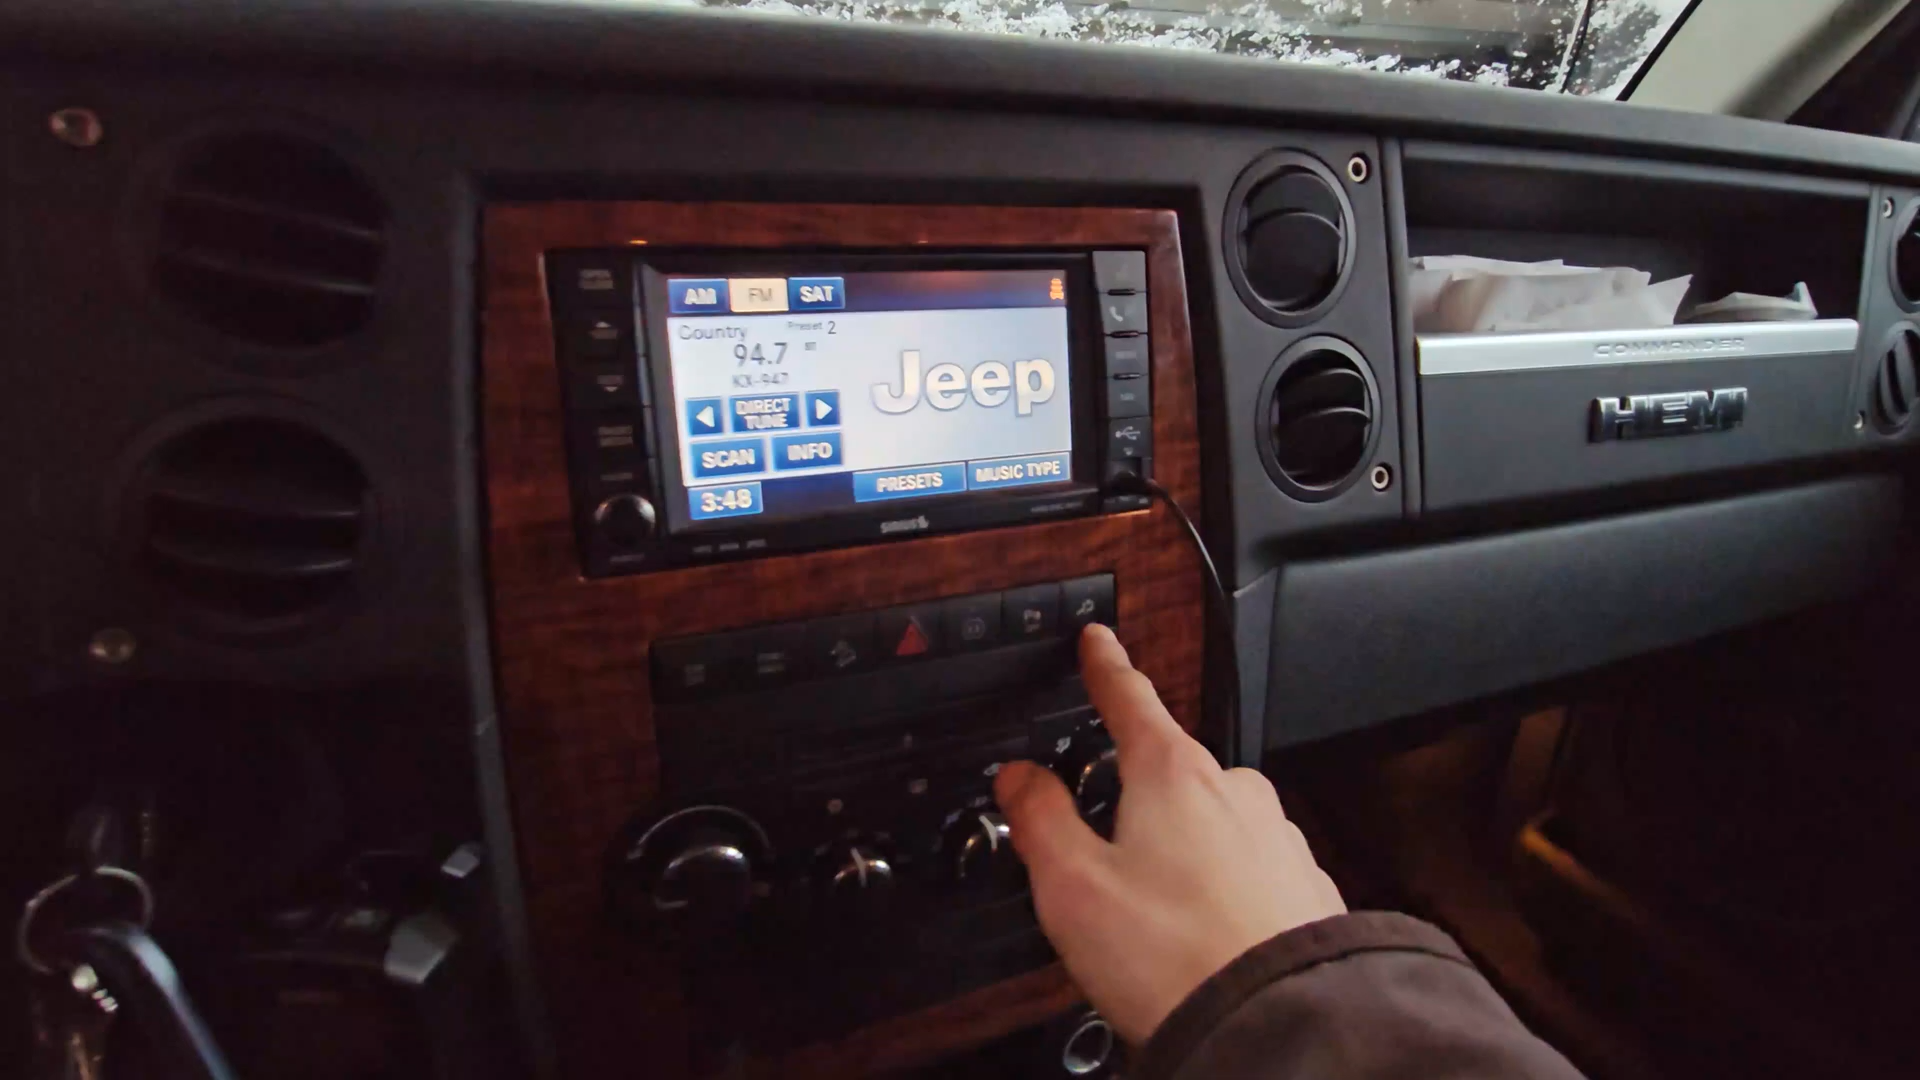 AM FM SAT
Country Preset 2
94.7
KX-947
Jeep
DIRECT
TUNE
SCAN INFO
PRESETS MUSIC TYPE
3:48
SIRIUS
COMMANDER
HEMI